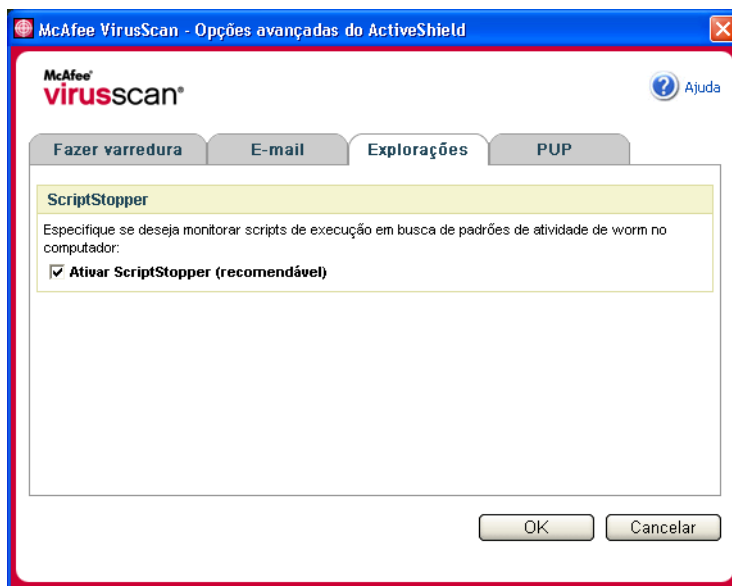 McAfee VirusScan - Opções avançadas do ActiveShield
McAfee®
virusscan®
Ajuda
Fazer varredura
E-mail
Explorações
PUP
ScriptStopper
Especifique se deseja monitorar scripts de execução em busca de padrões de atividade de worm no
computador:
Ativar ScriptStopper (recomendável)
OK
Cancelar